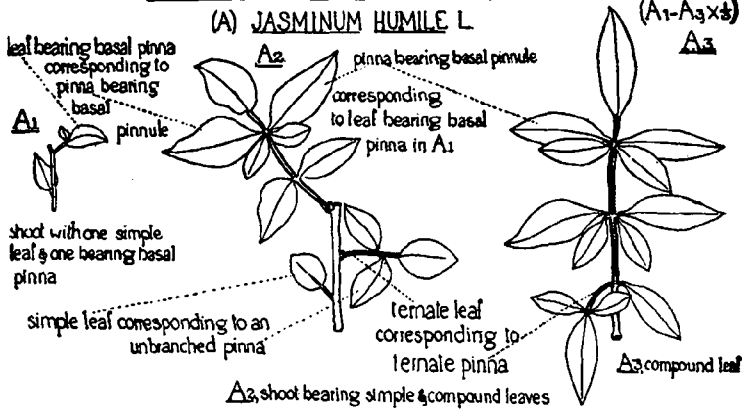 (A) JASMINUM HUMILE L.
(A1-A3 x⅓)
A3
leaf bearing basal pinna
corresponding to
pinna bearing
basal
pinnule
A1
A2
pinna bearing basal pinnule
corresponding
to leaf bearing basal
pinna in A1
shoot with one simple
leaf & one bearing basal
pinna
simple leaf corresponding to an
unbranched pinna
ternate leaf
corresponding to
ternate pinna
A3, compound leaf
A2, shoot bearing simple & compound leaves